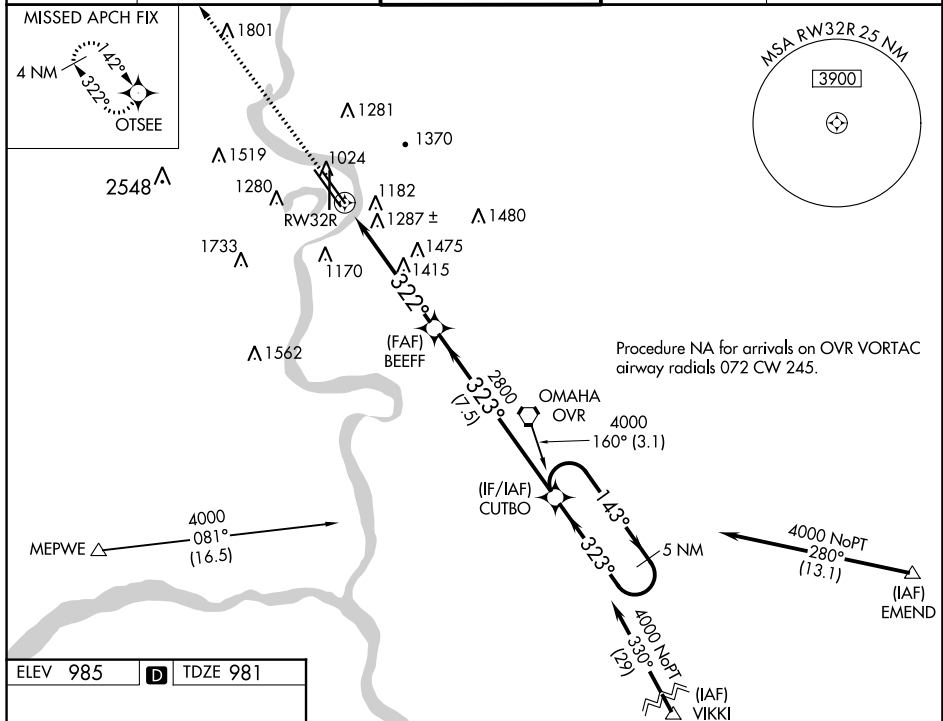 MISSED APCH FIX
4 NM
142°
322°
OTSEE
1801
1281
1370
1519
1024
2548
1280
1182
RW32R
1287 ±
1480
1733
1475
1170
1415
322°
1562
(FAF)
BEEFF
MSA RW32R 25 NM
3900
Procedure NA for arrivals on OVR VORTAC
airway radials 072 CW 245.
2800
323°
(7.5)
OMAHA
OVR
4000
160° (3.1)
(IF/IAF)
CUTBO
143°
323°
5 NM
MEPWE
4000
081°
(16.5)
4000 NoPT
280°
(13.1)
(IAF)
EMEND
4000 NoPT
330°
(29)
(IAF)
VIKKI
ELEV 985 D TDZE 981